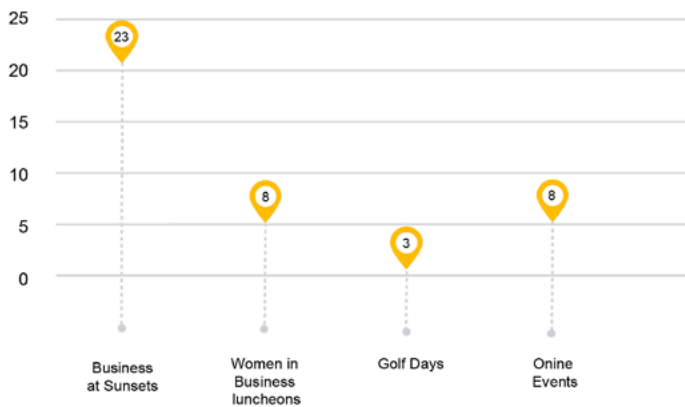 25
23
20
15
10
8
8
5
3
0
Business
at Sunsets
Women in
Business
luncheons
Golf Days
Onine
Events